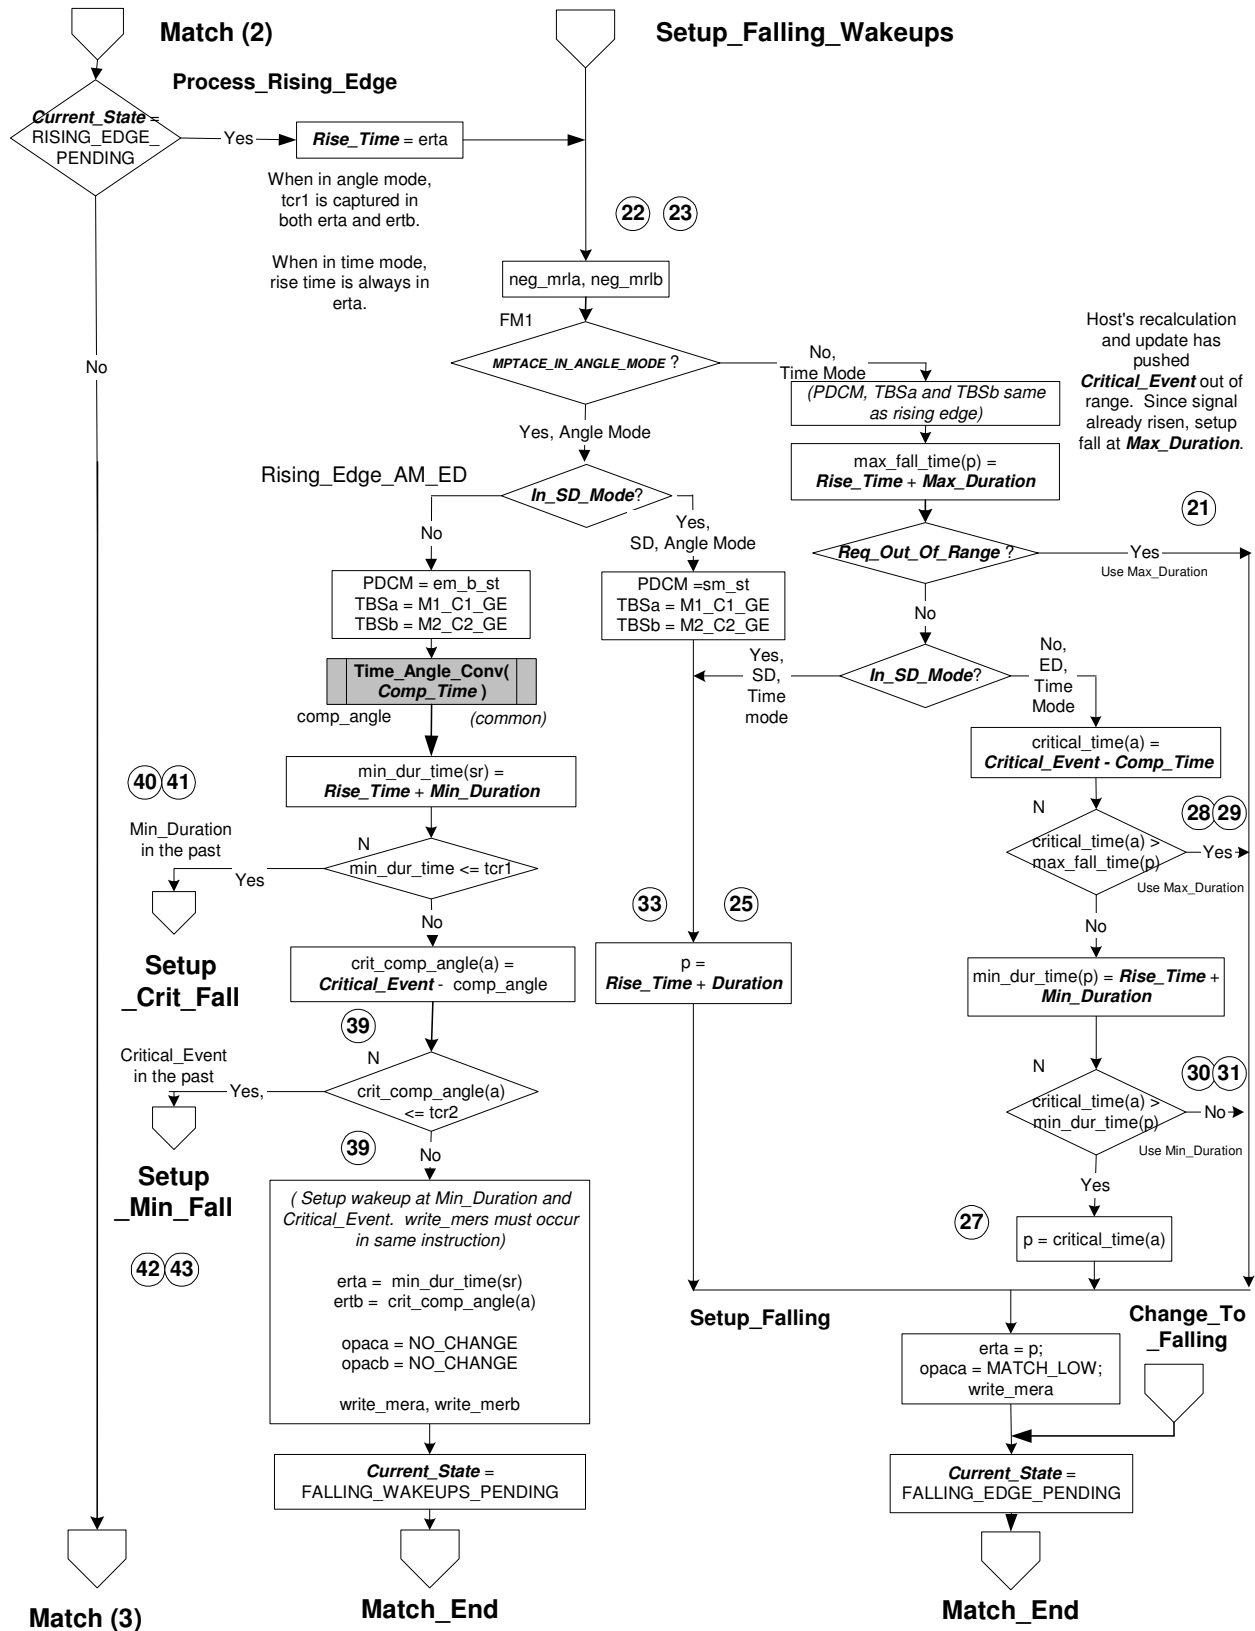 Match (2)
Setup_Falling_Wakeups
Process_Rising_Edge
Current_State =
RISING_EDGE_
PENDING
Yes
Rise_Time = erta
When in angle mode,
tcr1 is captured in
both erta and ertb.
When in time mode,
rise time is always in
erta.
22
23
neg_mrla, neg_mrlb
FM1
MPTACE_IN_ANGLE_MODE ?
No,
Time Mode
Host's recalculation
and update has
pushed
Critical_Event out of
range. Since signal
already risen, setup
fall at Max_Duration.
No
(PDCM, TBSa and TBSb same
as rising edge)
Yes, Angle Mode
max_fall_time(p) =
Rise_Time + Max_Duration
Rising_Edge_AM_ED
In_SD_Mode?
21
No
Yes,
SD, Angle Mode
Req_Out_Of_Range ?
Yes
Use Max_Duration
PDCM = em_b_st
TBSa = M1_C1_GE
TBSb = M2_C2_GE
PDCM =sm_st
TBSa = M1_C1_GE
TBSb = M2_C2_GE
No
Time_Angle_Conv(
Comp_Time )
comp_angle
(common)
Yes,
SD,
Time
mode
In_SD_Mode?
No,
ED,
Time
Mode
critical_time(a) =
Critical_Event - Comp_Time
min_dur_time(sr) =
Rise_Time + Min_Duration
40
41
Min_Duration
in the past
N
min_dur_time <= tcr1
Yes
N
28
29
critical_time(a) >
max_fall_time(p)
Yes
Use Max_Duration
No
33
25
No
Setup
_Crit_Fall
crit_comp_angle(a) =
Critical_Event - comp_angle
p =
Rise_Time + Duration
min_dur_time(p) = Rise_Time +
Min_Duration
39
Critical_Event
in the past
N
Yes,
crit_comp_angle(a)
<= tcr2
N
30
31
critical_time(a) >
min_dur_time(p)
No
Use Min_Duration
39
No
Yes
Setup
_Min_Fall
( Setup wakeup at Min_Duration and
Critical_Event. write_mers must occur
in same instruction)
27
p = critical_time(a)
42
43
erta = min_dur_time(sr)
ertb = crit_comp_angle(a)
Setup_Falling
Change_To
_Falling
opaca = NO_CHANGE
opacb = NO_CHANGE
erta = p;
opaca = MATCH_LOW;
write_mera
write_mera, write_merb
Current_State =
FALLING_WAKEUPS_PENDING
Current_State =
FALLING_EDGE_PENDING
Match (3)
Match_End
Match_End